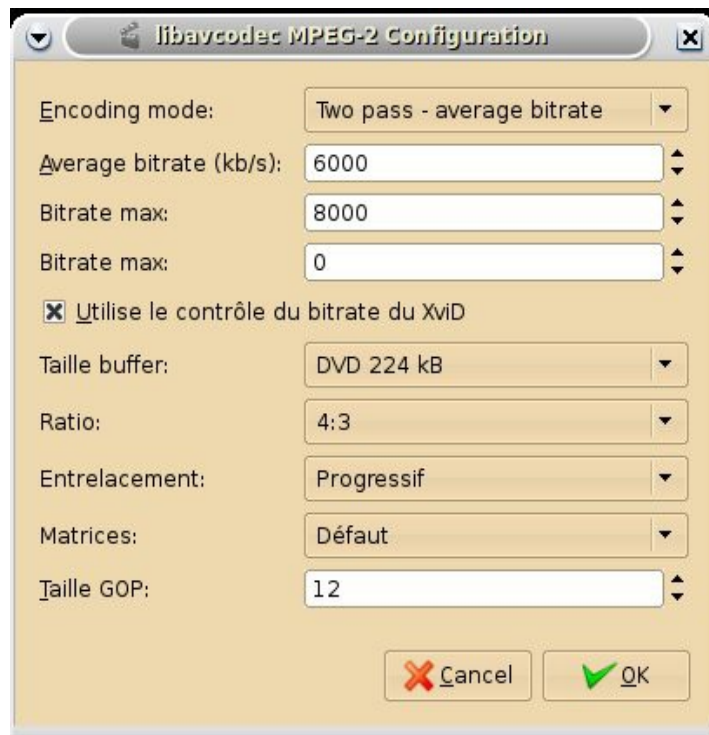 libavcodec MPEG-2 Configuration
Encoding mode: Two pass - average bitrate
Average bitrate (kb/s): 6000
Bitrate max: 8000
Bitrate max: 0
Utilise le contrôle du bitrate du XviD
Taille buffer: DVD 224 kB
Ratio: 4:3
Entrelacement: Progressif
Matrices: Défaut
Taille GOP: 12
Cancel OK